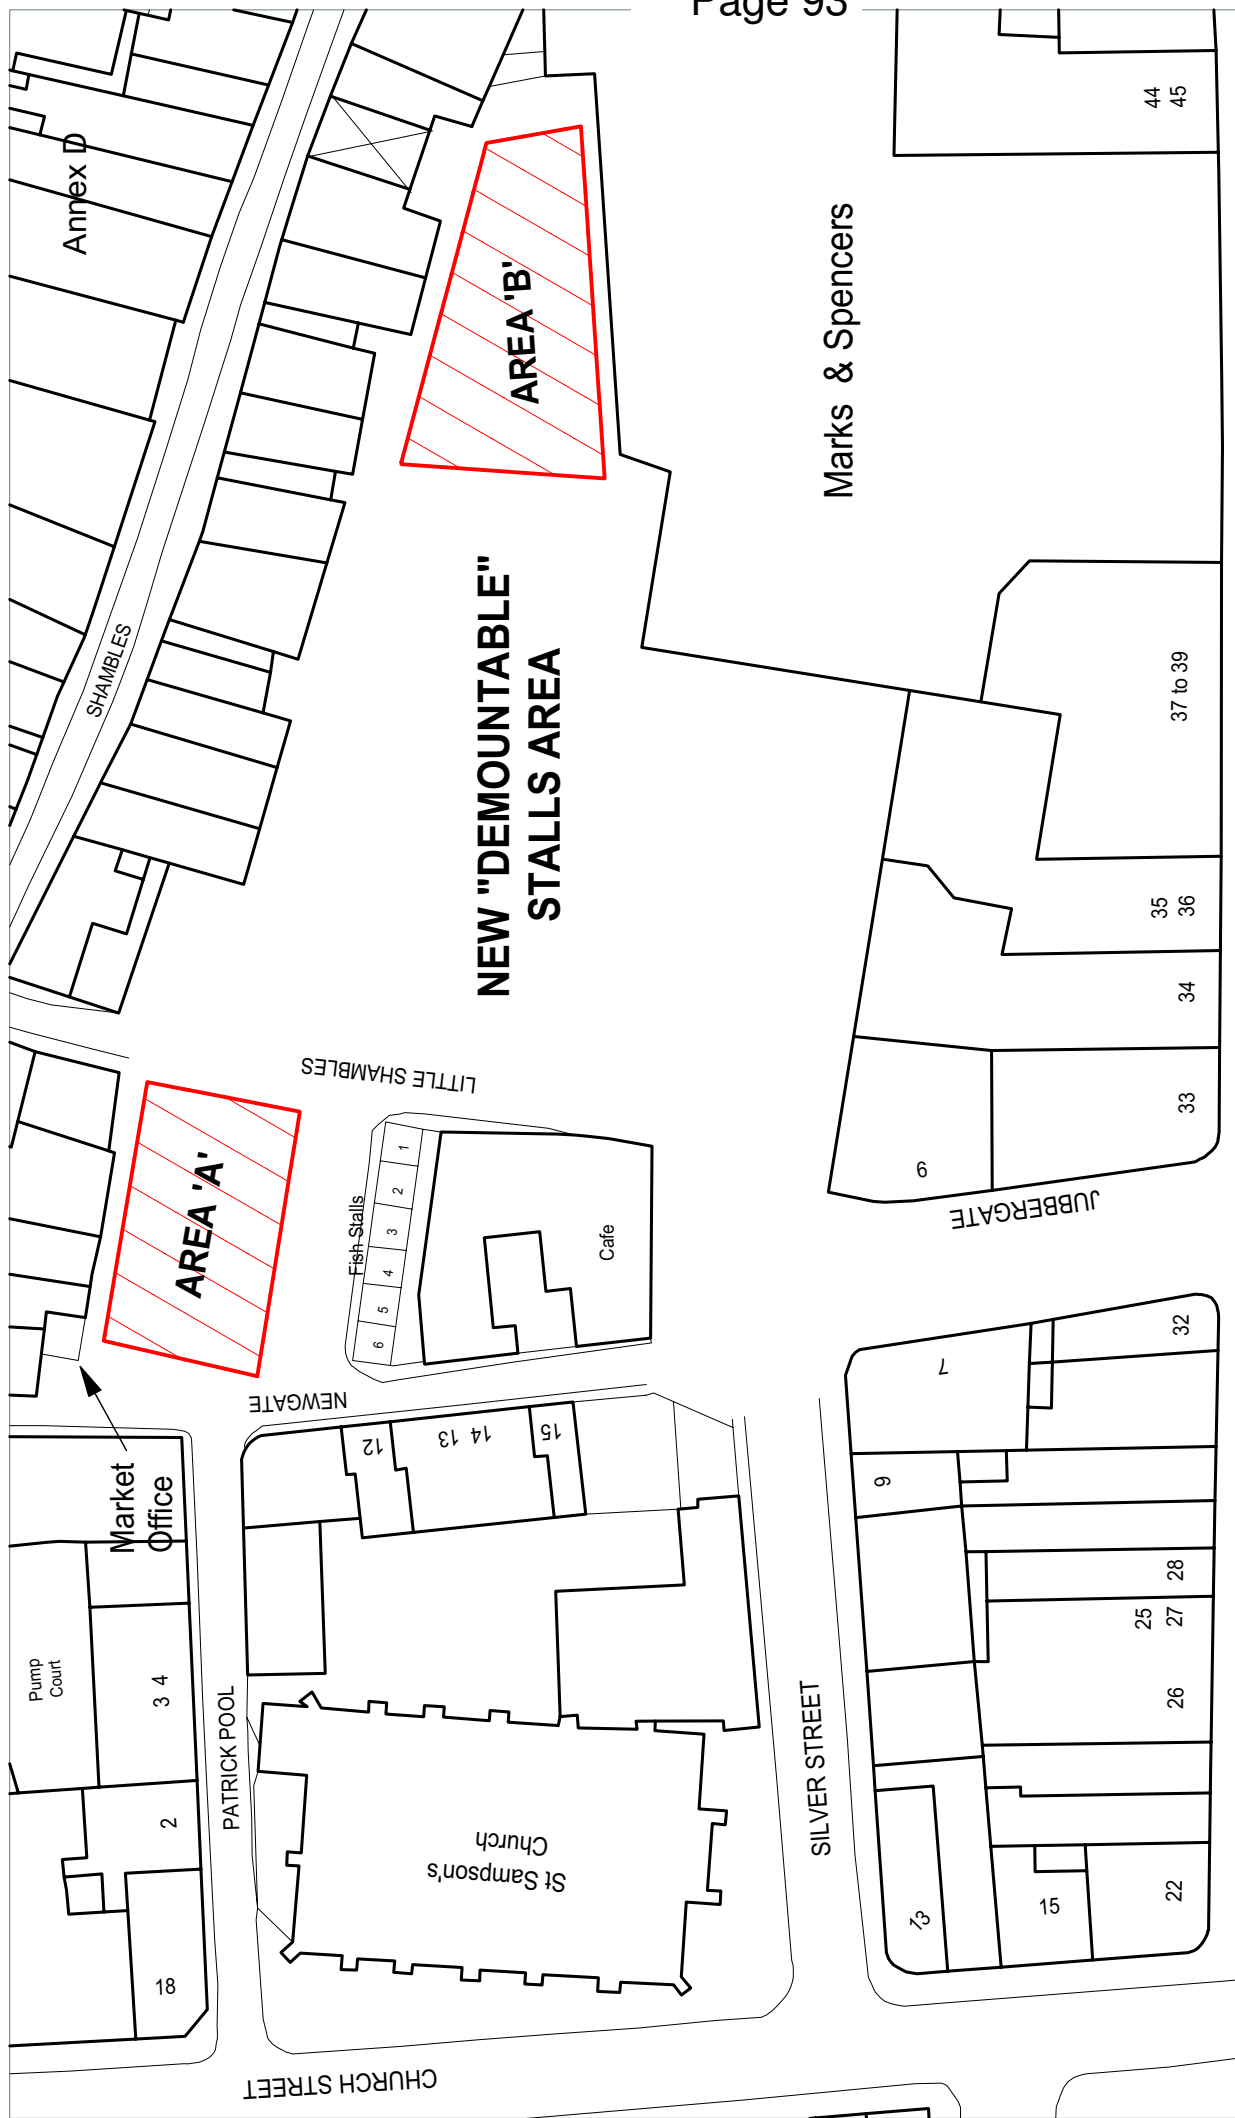 Page 93
Annex D
44
45
SHAMBLES
AREA 'B'
Marks & Spencers
NEW "DEMOUNTABLE"
STALLS AREA
37 to 39
35
36
34
33
9
LITTLE SHAMBLES
AREA 'A'
Fish Stalls
1
2
3
4
5
6
Cafe
JUBBERGATE
32
7
9
NEWGATE
12
14 13
15
Market
Office
28
25
27
26
Pump
Court
3 4
2
18
PATRICK POOL
St Sampson's
Church
SILVER STREET
13
15
22
CHURCH STREET